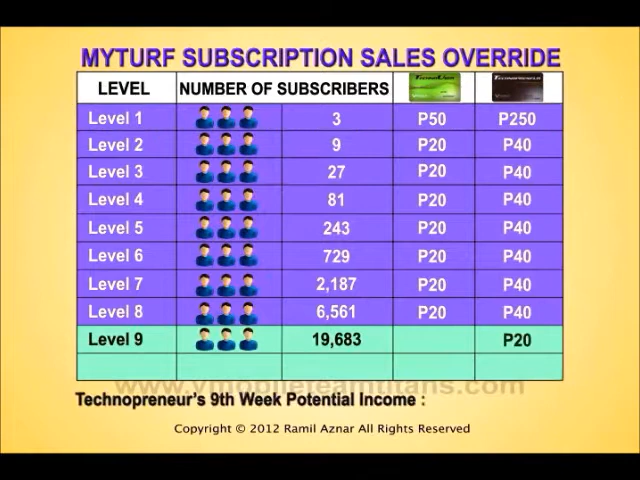 MYTURF SUBSCRIPTION SALES OVERRIDE
LEVEL NUMBER OF SUBSCRIBERS
Level 1 3 P50 P250
Level 2 9 P20 P40
Level 3 27 P20 P40
Level 4 81 P20 P40
Level 5 243 P20 P40
Level 6 729 P20 P40
Level 7 2,187 P20 P40
Level 8 6,561 P20 P40
Level 9 19,683 P20
www.ymobileteamtitans.com
Technopreneur's 9th Week Potential Income :
Copyright © 2012 Ramil Aznar All Rights Reserved